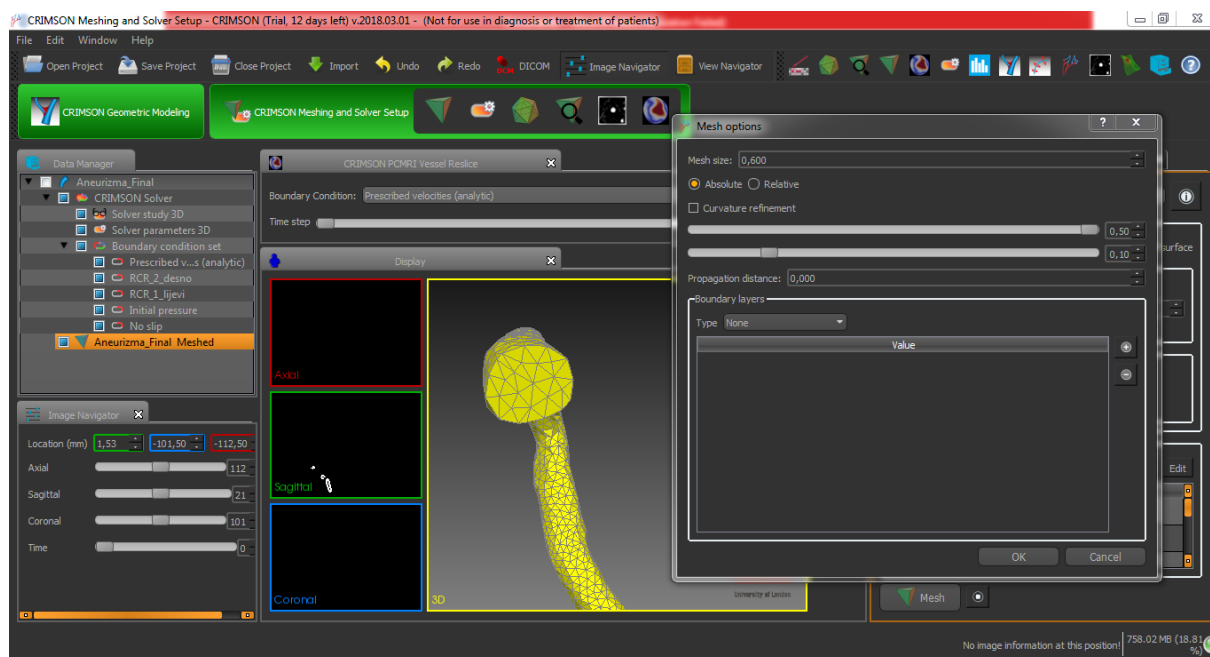 CRIMSON Meshing and Solver Setup - CRIMSON (Trial, 12 days left) v.2018.03.01 - (Not for use in diagnosis or treatment of patients)
File Edit Window Help
Open Project Save Project Close Project Import Undo Redo DCM DICOM Image Navigator View Navigator
CRIMSON Geometric Modeling CRIMSON Meshing and Solver Setup
Mesh options
Data Manager
Aneurizma_Final
CRIMSON Solver
Solver study 3D
Solver parameters 3D
Boundary condition set
Prescribed v...s (analytic)
RCR_2_desno
RCR_1_lijevi
Initial pressure
No slip
Aneurizma_Final Meshed
Image Navigator
Location (mm) 1,53 -101,50 -112,50
Axial 112
Sagittal 21
Coronal 101
Time 0
CRIMSON PCMRI Vessel Reslice
Boundary Condition: Prescribed velocities (analytic)
Time step
Display
Axial
Sagittal
Coronal
3D
University of London
Mesh size: 0,600
Absolute Relative
Curvature refinement
0,50
0,10
Propagation distance: 0,000
Boundary layers
Type None
Value
OK Cancel
urface
Edit
Mesh
No image information at this position! 758.02 MB (18.81 %)